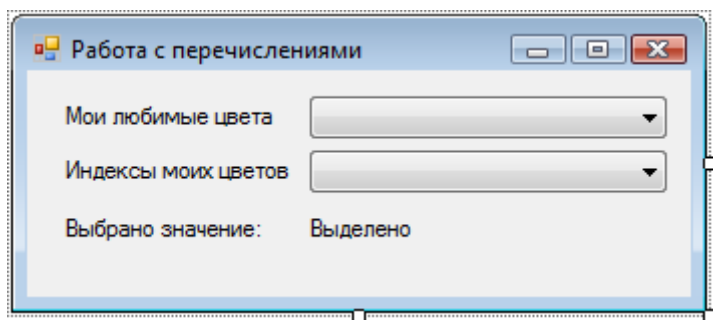 Работа с перечислениями
Мои любимые цвета
Индексы моих цветов
Выбрано значение: Выделено